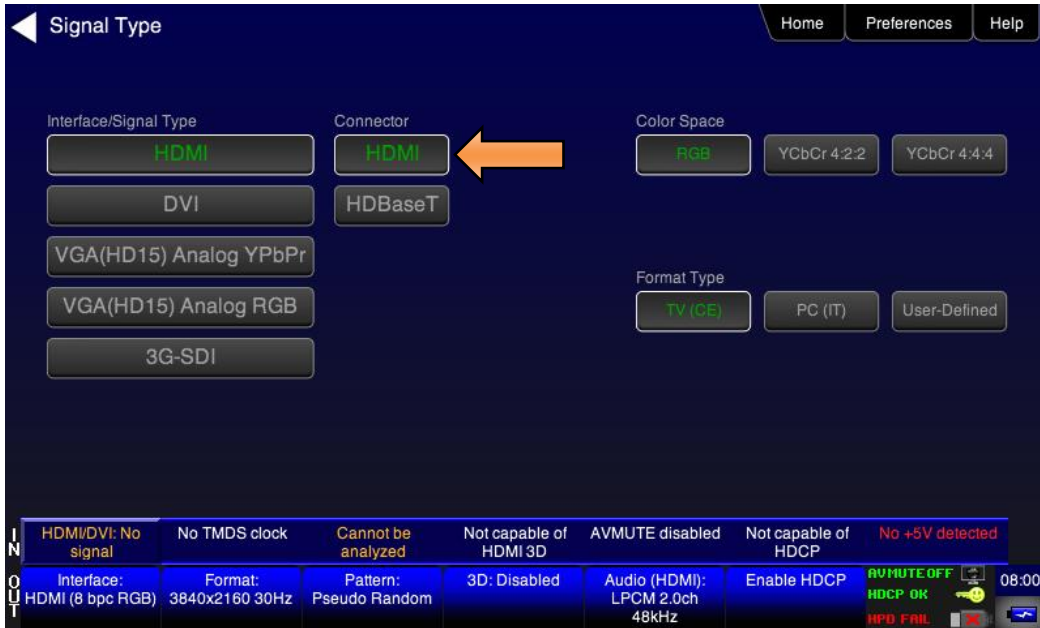 Signal Type
Home
Preferences
Help
Interface/Signal Type
Connector
Color Space
HDMI
HDMI
RGB
YCbCr 4:2:2
YCbCr 4:4:4
DVI
HDBaseT
VGA(HD15) Analog YPbPr
VGA(HD15) Analog RGB
3G-SDI
Format Type
TV (CE)
PC (IT)
User-Defined
IN
HDMI/DVI: No
signal
No TMDS clock
Cannot be
analyzed
Not capable of
HDMI 3D
AVMUTE disabled
Not capable of
HDCP
No +5V detected
OUT
Interface:
HDMI (8 bpc RGB)
Format:
3840x2160 30Hz
Pattern:
Pseudo Random
3D: Disabled
Audio (HDMI):
LPCM 2.0ch
48kHz
Enable HDCP
AVMUTE OFF
HDCP OK
HPD FAIL
08:00